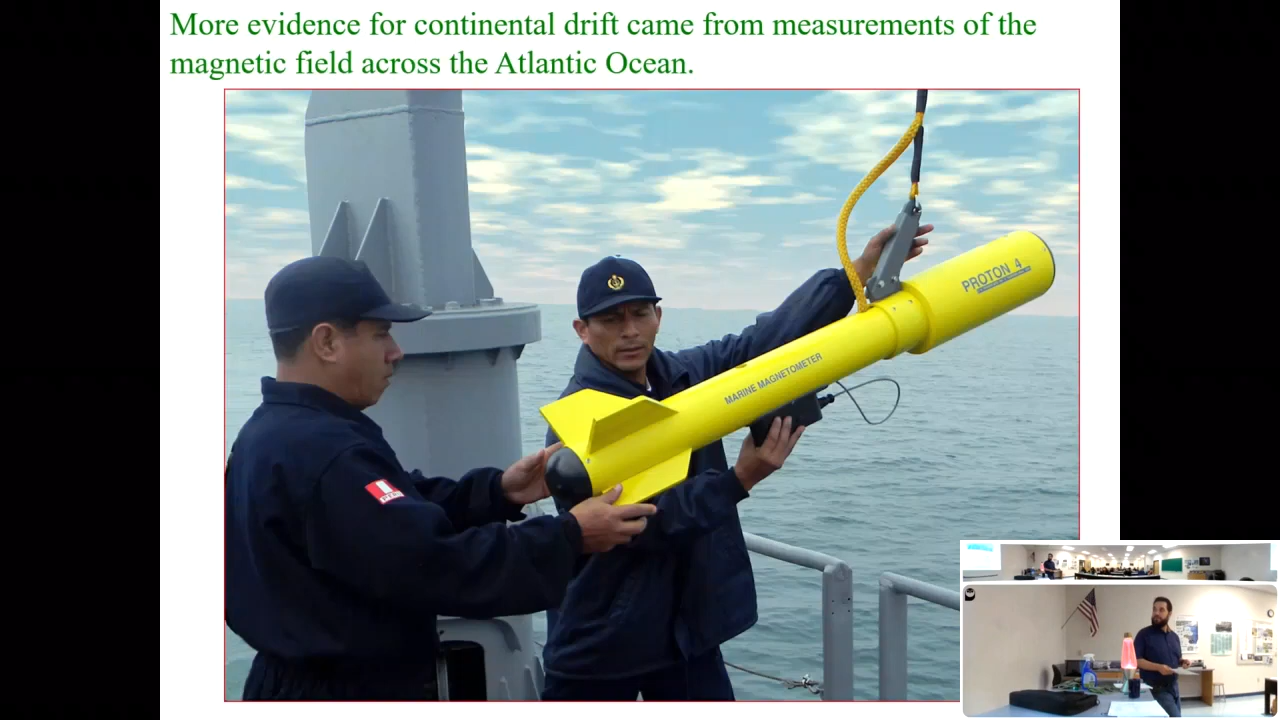 More evidence for continental drift came from measurements of the
magnetic field across the Atlantic Ocean.
PROTON 4
MARINE MAGNETOMETER